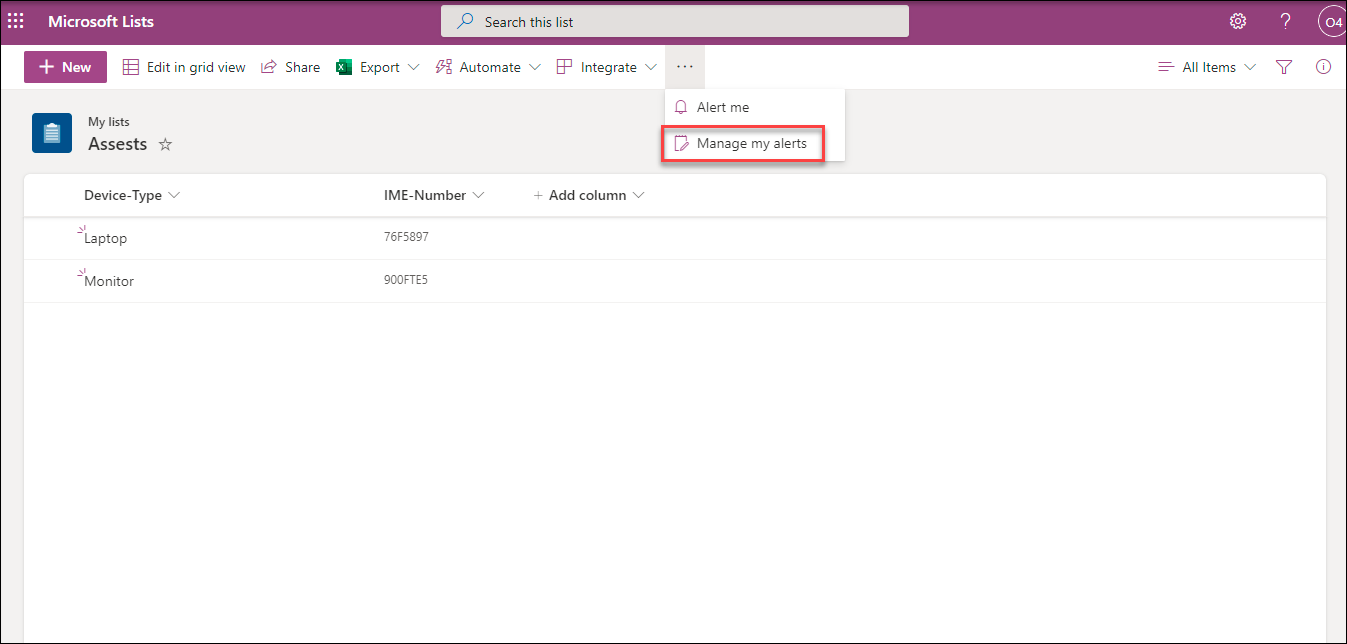 Microsoft Lists
Search this list
?
O4
+ New
Edit in grid view
Share
Export
Automate
Integrate
...
All Items
Alert me
Manage my alerts
My lists
Assests
Device-Type
IME-Number
+ Add column
Laptop
76F5897
Monitor
900FTE5